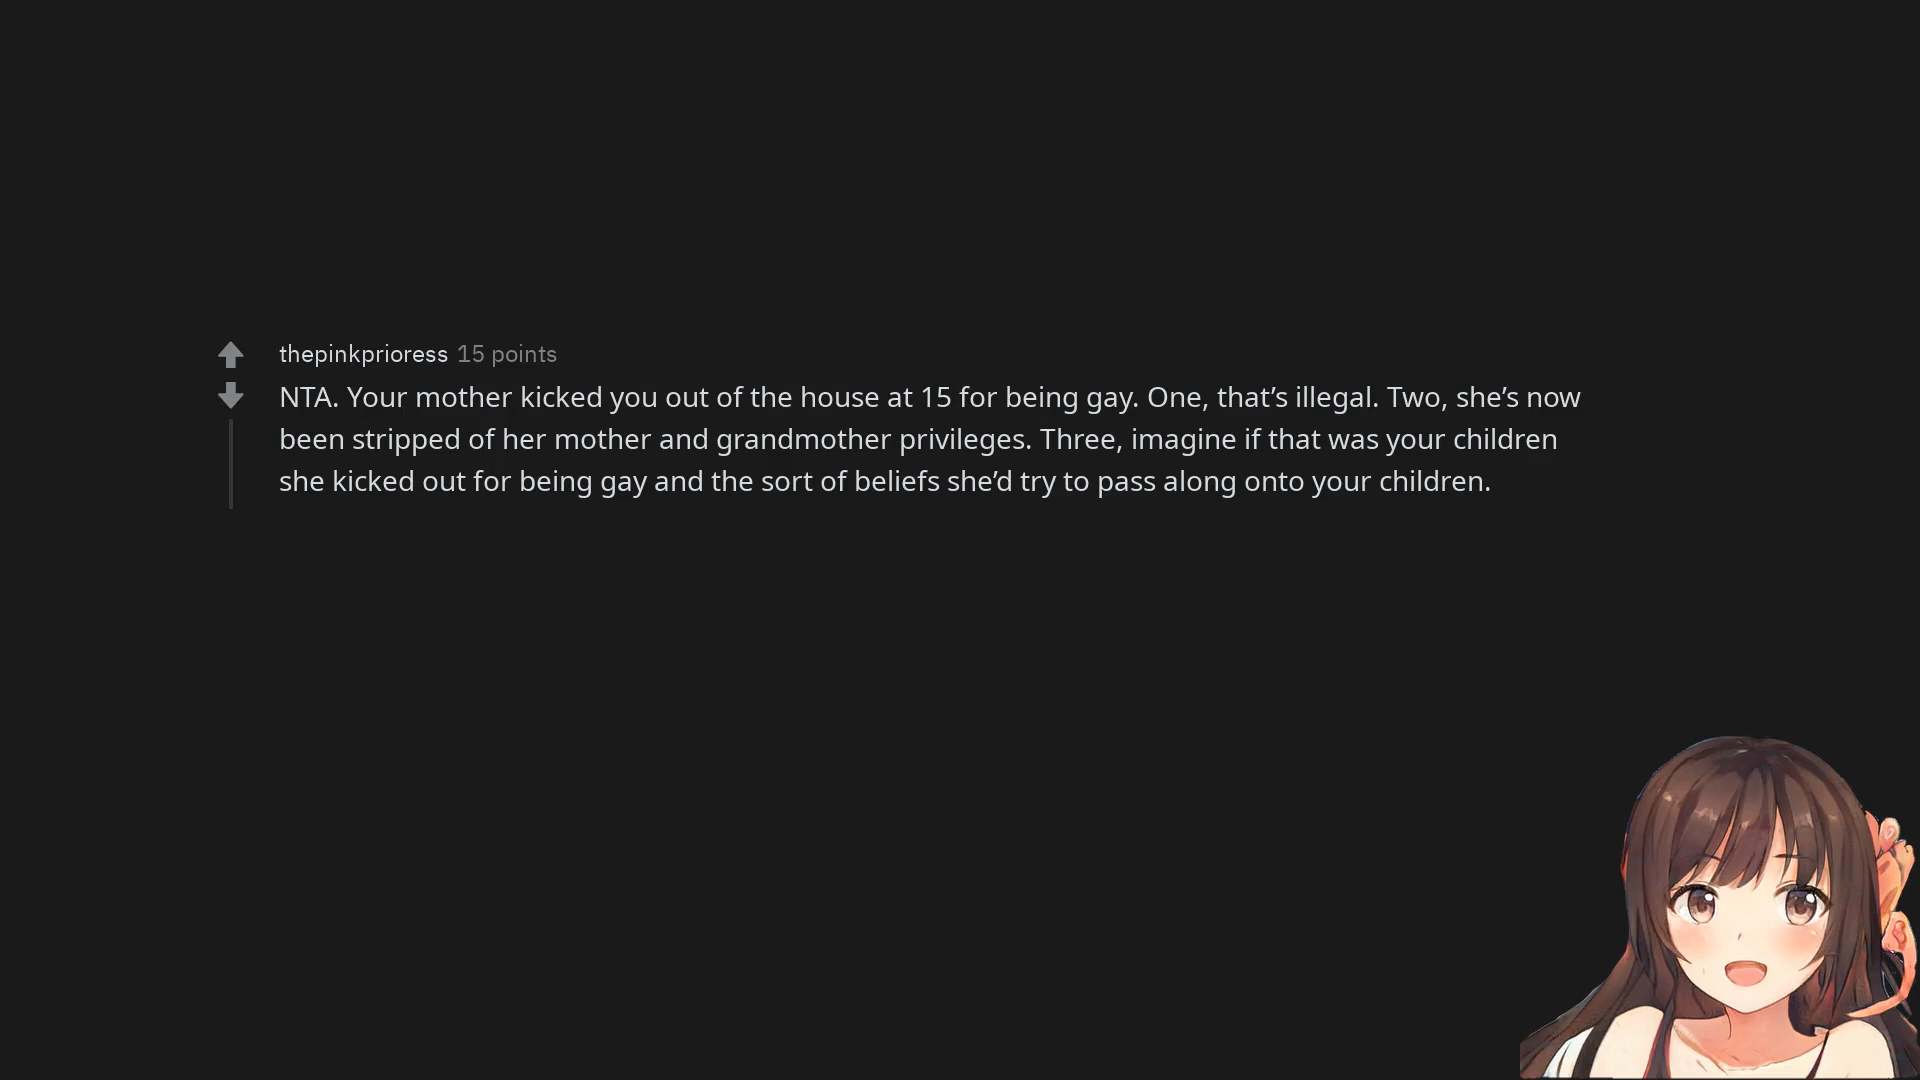 thepinkprioress 15 points
NTA. Your mother kicked you out of the house at 15 for being gay. One, that’s illegal. Two, she’s now
been stripped of her mother and grandmother privileges. Three, imagine if that was your children
she kicked out for being gay and the sort of beliefs she’d try to pass along onto your children.